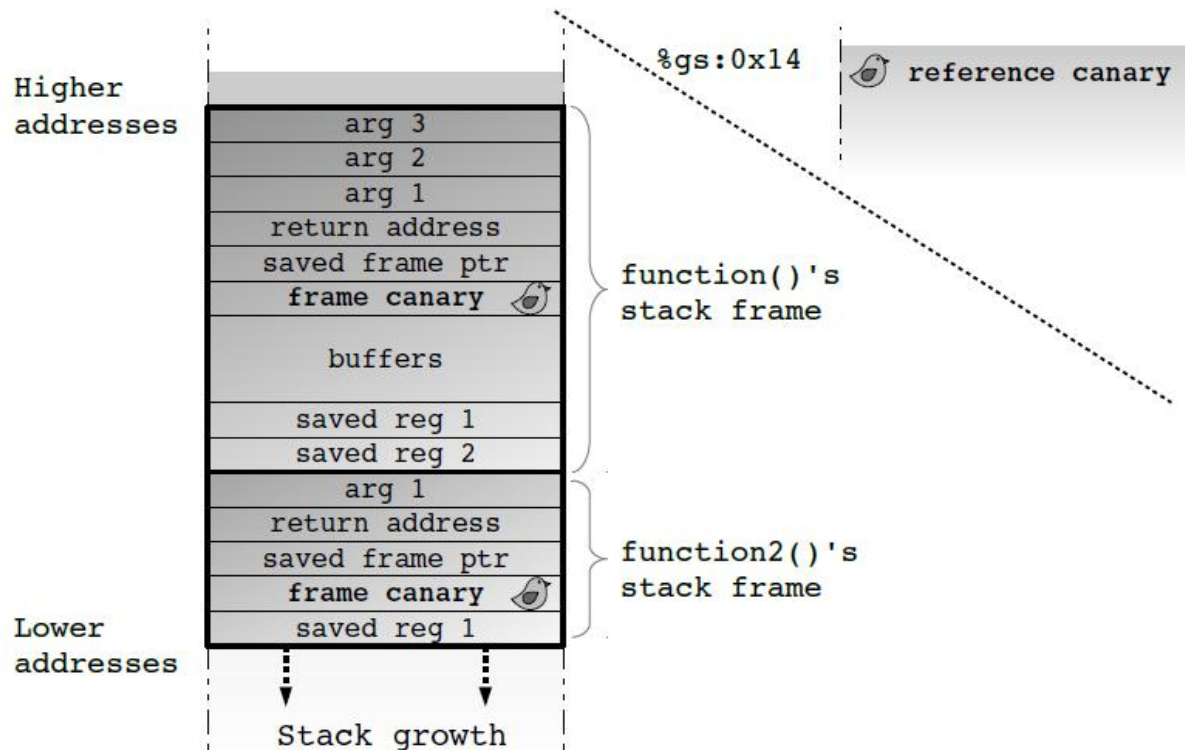 %gs:0x14
reference canary
Higher
addresses
arg 3
arg 2
arg 1
return address
saved frame ptr
frame canary
buffers
saved reg 1
saved reg 2
function()'s
stack frame
arg 1
return address
saved frame ptr
frame canary
saved reg 1
function2()'s
stack frame
Lower
addresses
Stack growth